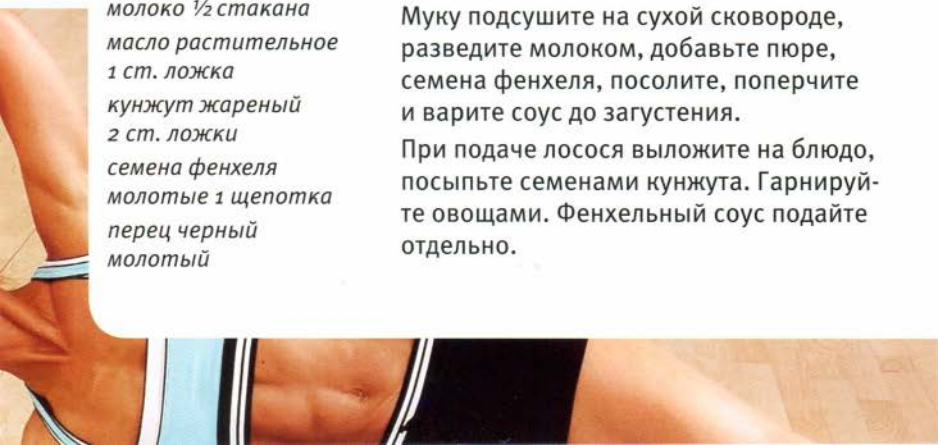 молоко ½ стакана
масло растительное
1 ст. ложка
кунжут жареный
2 ст. ложки
семена фенхеля
молотые 1 щепотка
перец черный
молотый
Муку подсушите на сухой сковороде,
разведите молоком, добавьте пюре,
семена фенхеля, посолите, поперчите
и варите соус до загустения.
При подаче лосося выложите на блюдо,
посыпьте семенами кунжута. Гарнируй-
те овощами. Фенхельный соус подайте
отдельно.